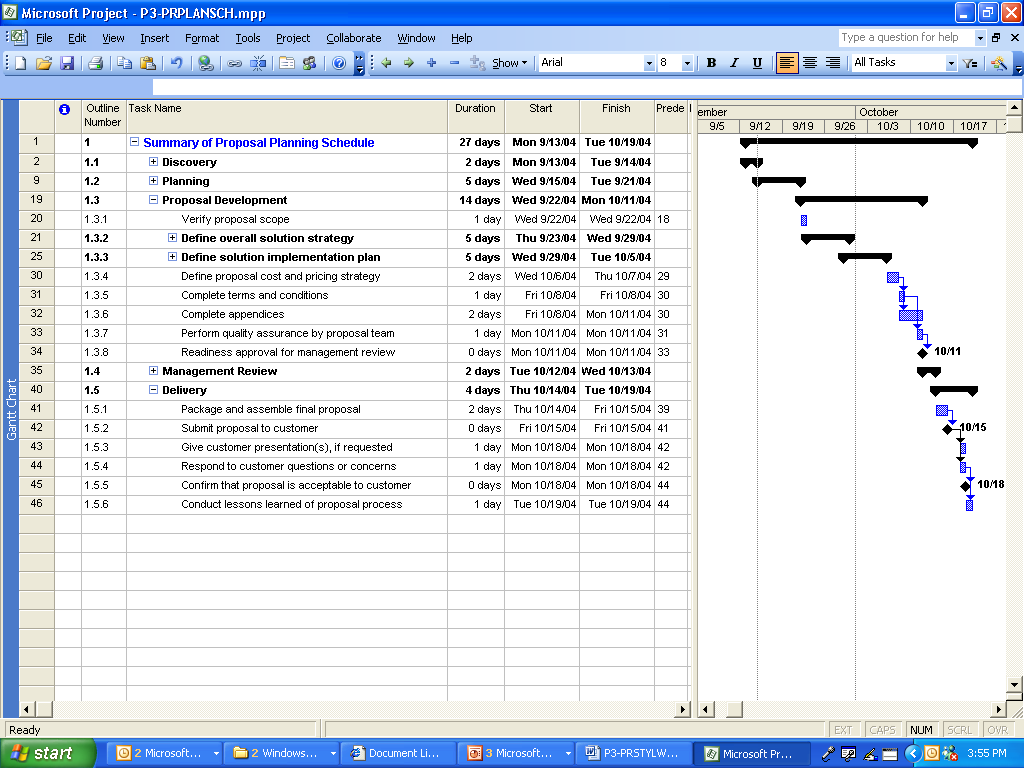 Microsoft Project - P3-PRPLANSCH.mpp
File Edit View Insert Format Tools Project Collaborate Window Help
Type a question for help
Show Arial 8 B I U All Tasks
Outline Number Task Name Duration Start Finish Prede
ember October
9/5 9/12 9/19 9/26 10/3 10/10 10/17
1 1 Summary of Proposal Planning Schedule 27 days Mon 9/13/04 Tue 10/19/04
2 1.1 Discovery 2 days Mon 9/13/04 Tue 9/14/04
9 1.2 Planning 5 days Wed 9/15/04 Tue 9/21/04
19 1.3 Proposal Development 14 days Wed 9/22/04 Mon 10/11/04
20 1.3.1 Verify proposal scope 1 day Wed 9/22/04 Wed 9/22/04 18
21 1.3.2 Define overall solution strategy 5 days Thu 9/23/04 Wed 9/29/04
25 1.3.3 Define solution implementation plan 5 days Wed 9/29/04 Tue 10/5/04
30 1.3.4 Define proposal cost and pricing strategy 2 days Wed 10/6/04 Thu 10/7/04 29
31 1.3.5 Complete terms and conditions 1 day Fri 10/8/04 Fri 10/8/04 30
32 1.3.6 Complete appendices 2 days Fri 10/8/04 Mon 10/11/04 30
33 1.3.7 Perform quality assurance by proposal team 1 day Mon 10/11/04 Mon 10/11/04 31
34 1.3.8 Readiness approval for management review 0 days Mon 10/11/04 Mon 10/11/04 33 10/11
35 1.4 Management Review 2 days Tue 10/12/04 Wed 10/13/04
40 1.5 Delivery 4 days Thu 10/14/04 Tue 10/19/04
41 1.5.1 Package and assemble final proposal 2 days Thu 10/14/04 Fri 10/15/04 39
42 1.5.2 Submit proposal to customer 0 days Fri 10/15/04 Fri 10/15/04 41 10/15
43 1.5.3 Give customer presentation(s), if requested 1 day Mon 10/18/04 Mon 10/18/04 42
44 1.5.4 Respond to customer questions or concerns 1 day Mon 10/18/04 Mon 10/18/04 42
45 1.5.5 Confirm that proposal is acceptable to customer 0 days Mon 10/18/04 Mon 10/18/04 44 10/18
46 1.5.6 Conduct lessons learned of proposal process 1 day Tue 10/19/04 Tue 10/19/04 44
Gantt Chart
Ready EXT CAPS NUM SCRL OVR
start 2 Microsoft... 2 Windows... Document Li... 3 Microsoft... P3-PRSTYLW... Microsoft Pr... 3:55 PM